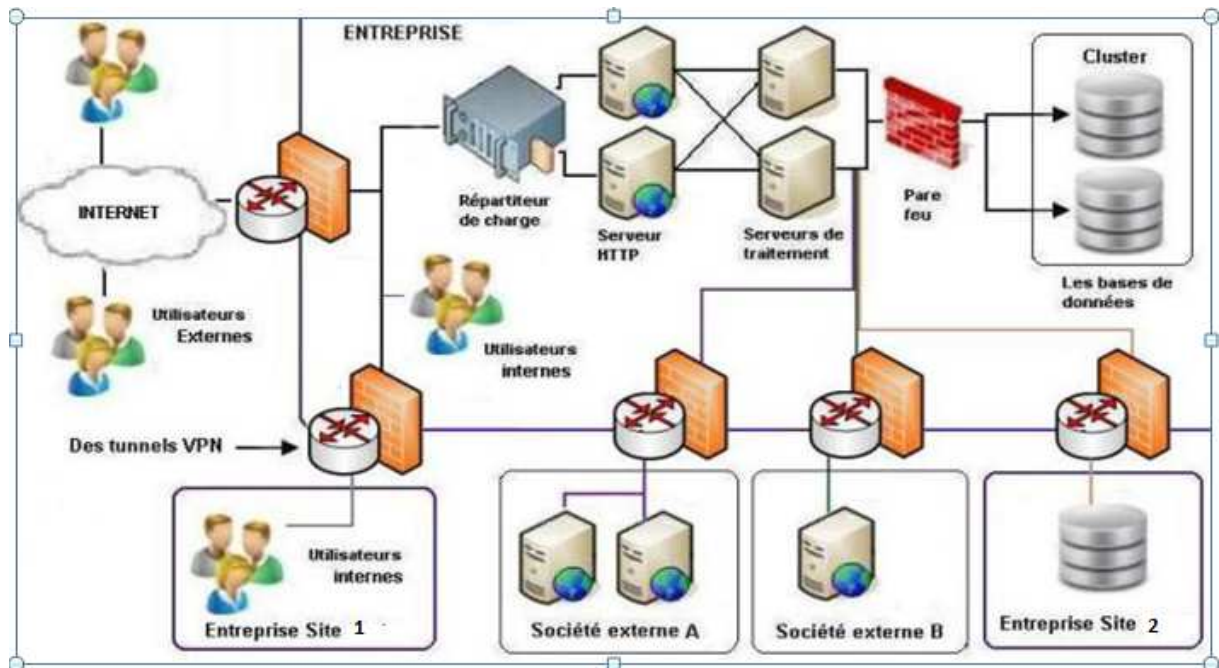 ENTREPRISE
Cluster
INTERNET
Répartiteur
de charge
Serveur
HTTP
Serveurs de
traitement
Pare
feu
Les bases de
données
Utilisateurs
Externes
Utilisateurs
internes
Des tunnels VPN
Utilisateurs
internes
Entreprise Site 1
Société externe A
Société externe B
Entreprise Site 2